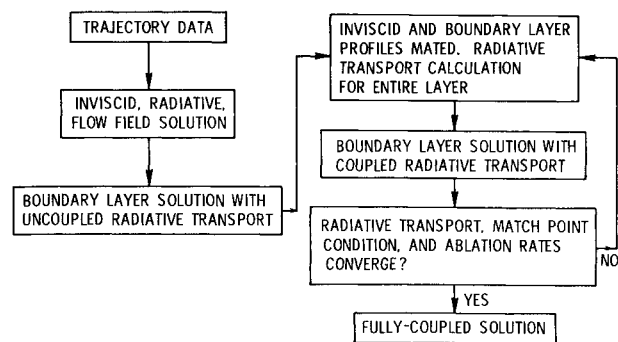 TRAJECTORY DATA
INVISCID, RADIATIVE,
FLOW FIELD SOLUTION
BOUNDARY LAYER SOLUTION WITH
UNCOUPLED RADIATIVE TRANSPORT
INVISCID AND BOUNDARY LAYER
PROFILES MATED. RADIATIVE
TRANSPORT CALCULATION
FOR ENTIRE LAYER
BOUNDARY LAYER SOLUTION WITH
COUPLED RADIATIVE TRANSPORT
RADIATIVE TRANSPORT, MATCH POINT
CONDITION, AND ABLATION RATES
CONVERGE?
NO
YES
FULLY-COUPLED SOLUTION